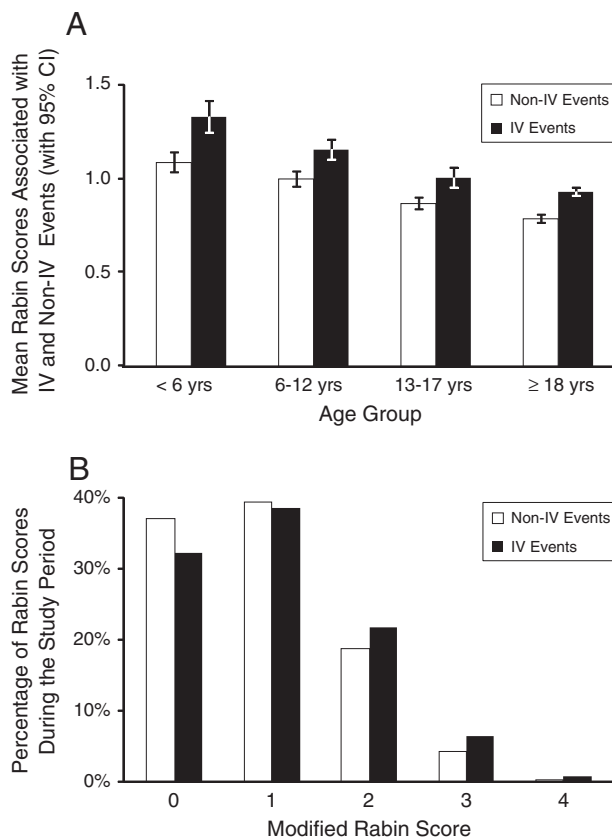 A
Mean Rabin Scores Associated with
IV and Non-IV Events (with 95% CI)
1.5
1.0
0.5
0.0
Non-IV Events
IV Events
< 6 yrs
6-12 yrs
13-17 yrs
≥ 18 yrs
Age Group
B
Percentage of Rabin Scores
During the Study Period
40%
30%
20%
10%
0%
Non-IV Events
IV Events
0
1
2
3
4
Modified Rabin Score